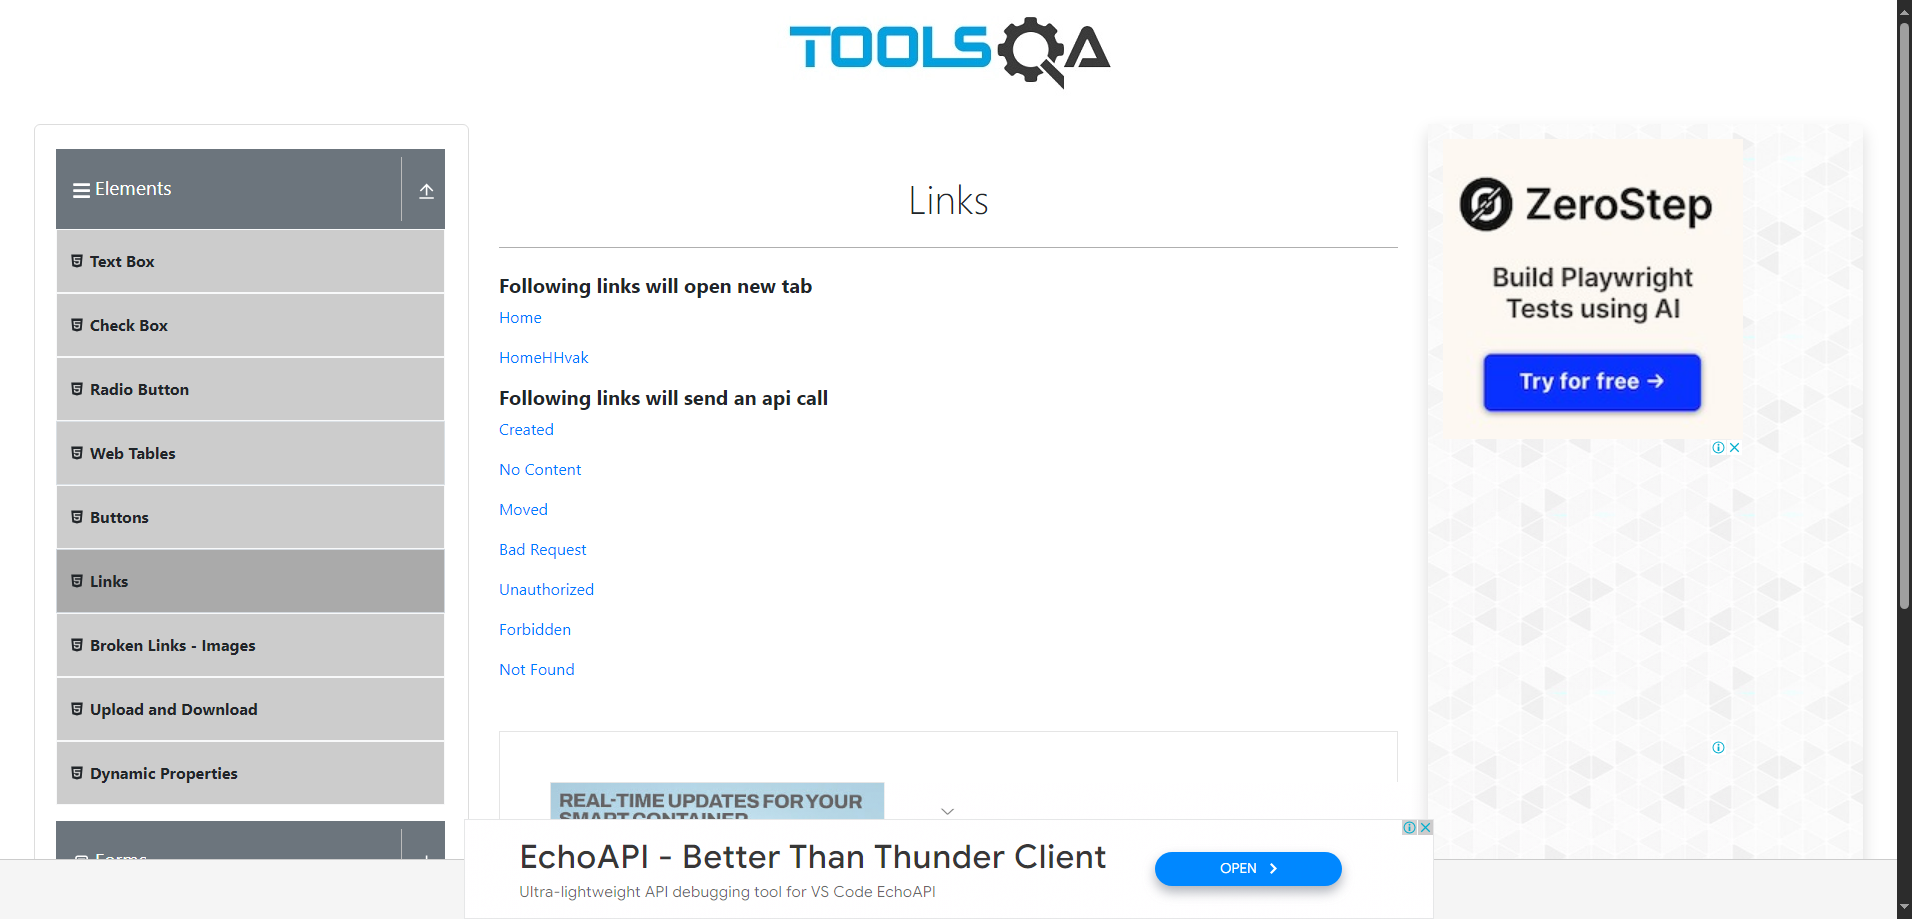 TOOLSQA
Elements
Text Box
Check Box
Radio Button
Web Tables
Buttons
Links
Broken Links - Images
Upload and Download
Dynamic Properties
Forms
Links
Following links will open new tab
Home
HomeHHvak
Following links will send an api call
Created
No Content
Moved
Bad Request
Unauthorized
Forbidden
Not Found
REAL-TIME UPDATES FOR YOUR
SMART CONTAINER
EchoAPI - Better Than Thunder Client
Ultra-lightweight API debugging tool for VS Code EchoAPI
OPEN
ZeroStep
Build Playwright
Tests using AI
Try for free →